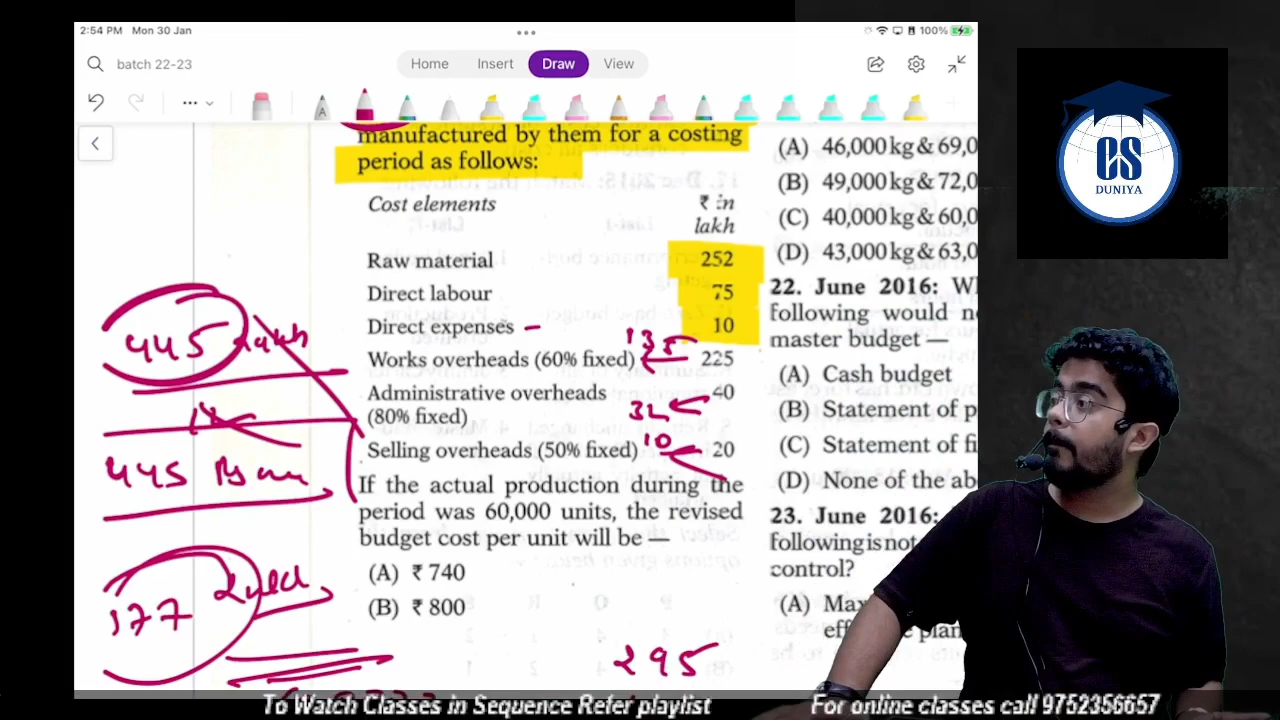 2:54 PM Mon 30 Jan
100%
batch 22-23
Home Insert Draw View
manufactured by them for a costing
period as follows:
Cost elements ₹ in
lakh
Raw material 252
Direct labour 75
Direct expenses 10
Works overheads (60% fixed) 135 225
Administrative overheads 40
(80% fixed) 32
Selling overheads (50% fixed) 10 20
If the actual production during the
period was 60,000 units, the revised
budget cost per unit will be —
(A) ₹ 740
(B) ₹ 800
445 Lakh
445
177 Lakh
295
(A) 46,000 kg & 69,0
(B) 49,000 kg & 72,0
(C) 40,000 kg & 60,0
(D) 43,000 kg & 63,0
22. June 2016: Wh
following would no
master budget —
(A) Cash budget
(B) Statement of p
(C) Statement of fi
(D) None of the ab
23. June 2016:
following is not
control?
(A) Max
plan
CS
DUNIYA
To Watch Classes in Sequence Refer playlist
For online classes call 9752356657